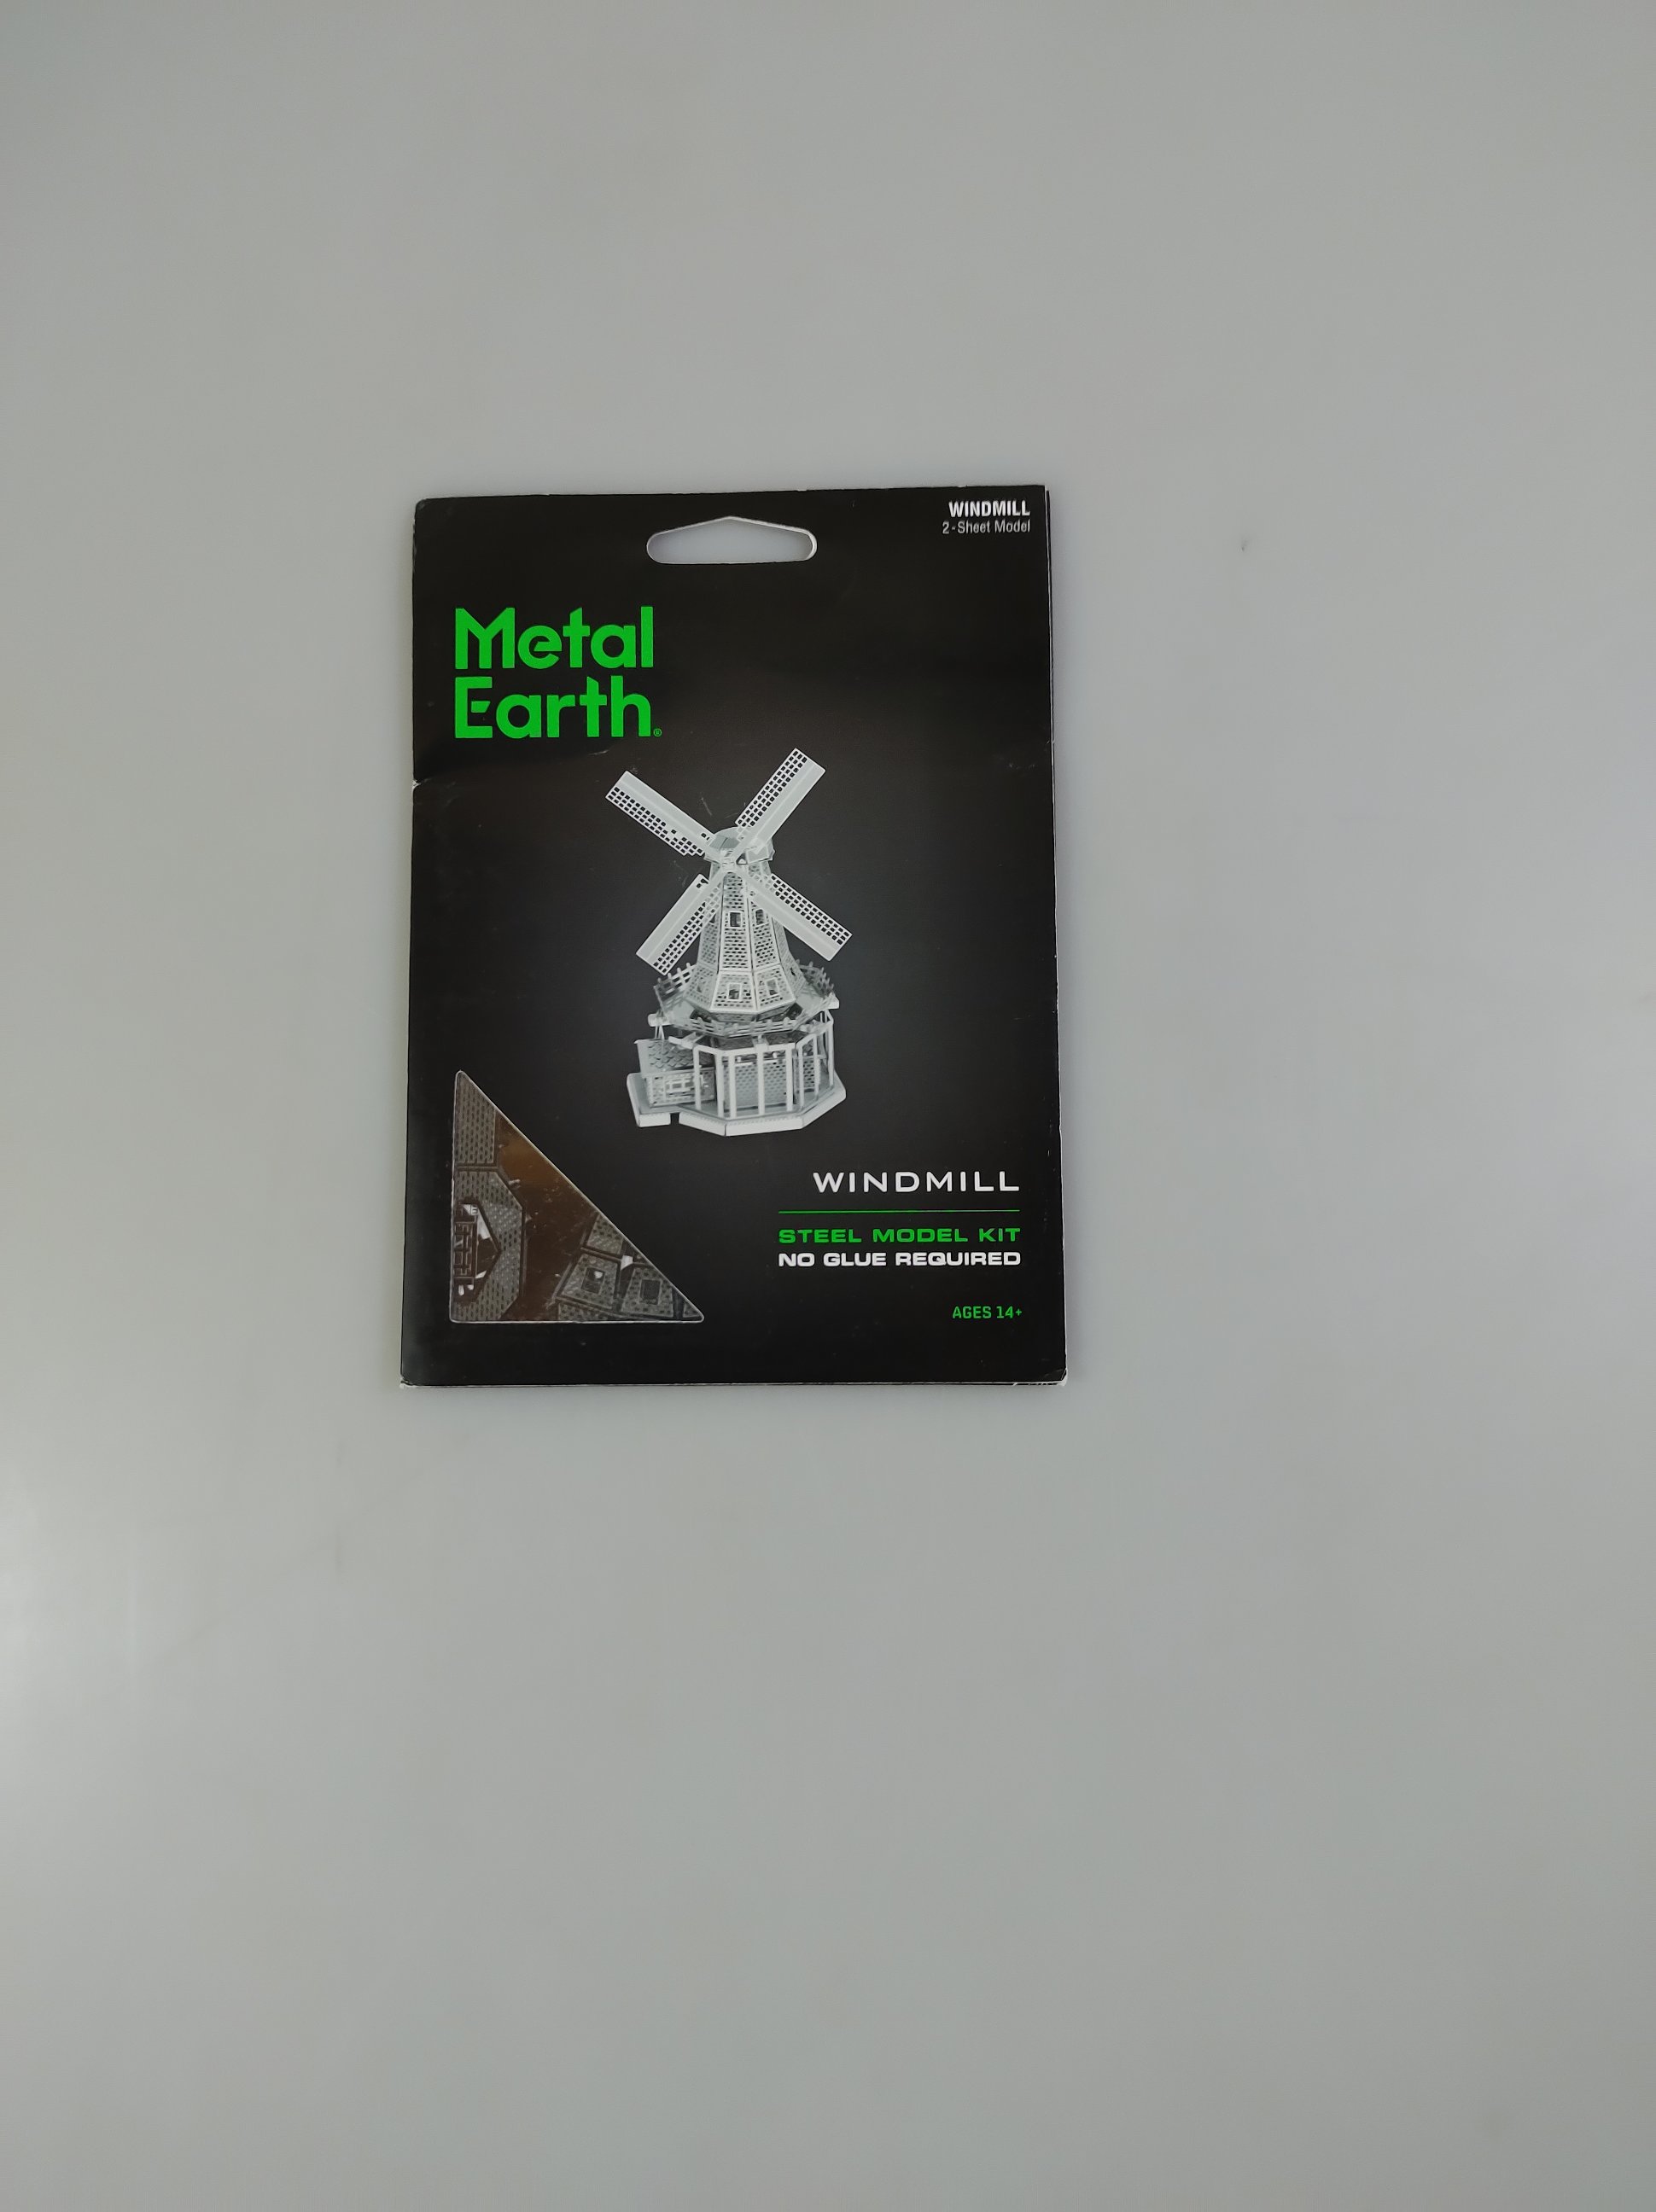 WINDMILL
2-Sheet Model
Metal
Earth®
WINDMILL
STEEL MODEL KIT
NO GLUE REQUIRED
AGES 14+